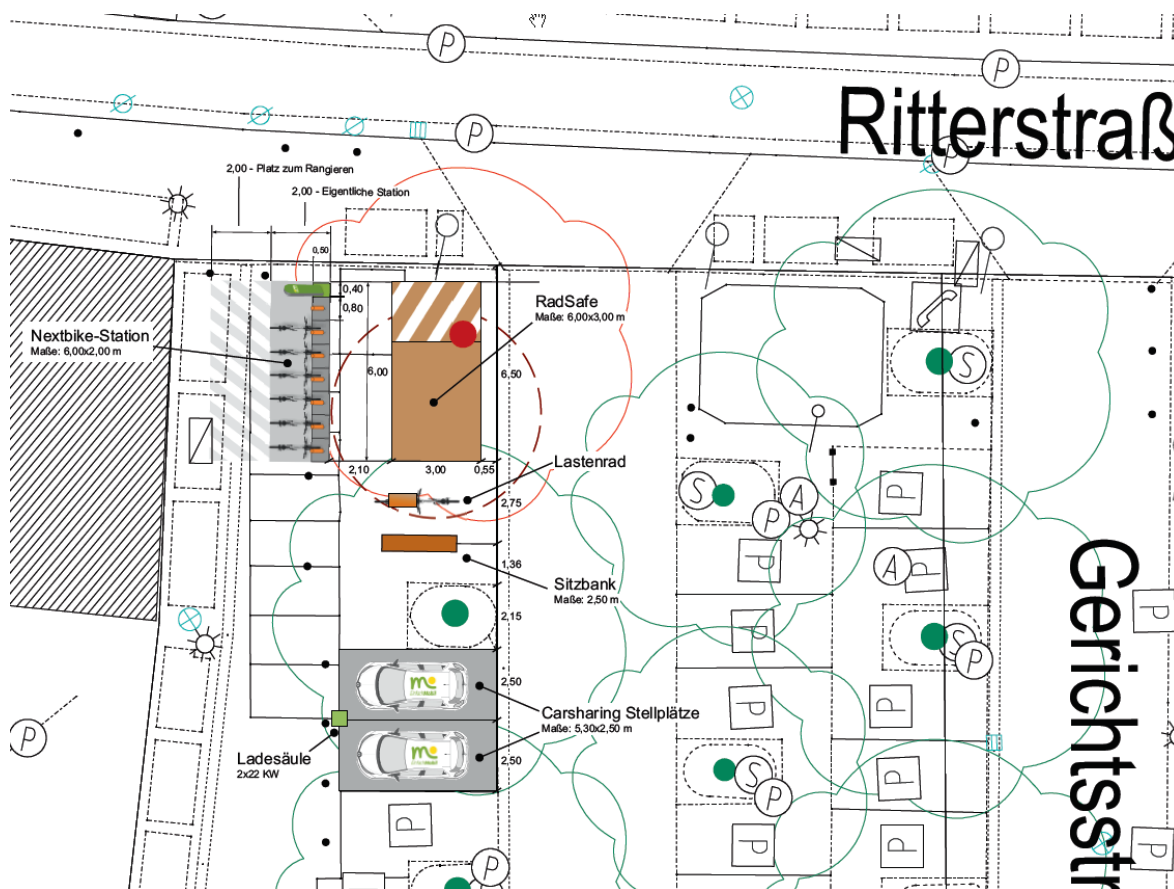 P
P
Ritterstraß
P
P
2,00 - Platz zum Rangieren
2,00 - Eigentliche Station
0,50
0,40
0,80
RadSafe
Maße: 6,00x3,00 m
Nextbike-Station
Maße: 6,00x2,00 m
6,00
6,50
S
2,10
3,00
0,55
Lastenrad
2,75
S
A
P
P
P
A
P
1,36
Sitzbank
Maße: 2,50 m
2,15
P
P
S
P
2,50
P
P
Carsharing Stellplätze
Maße: 5,30x2,50 m
P
Ladesäule
2x22 KW
2,50
S
P
P
P
P
P
P
P
P
Gerichtsstr